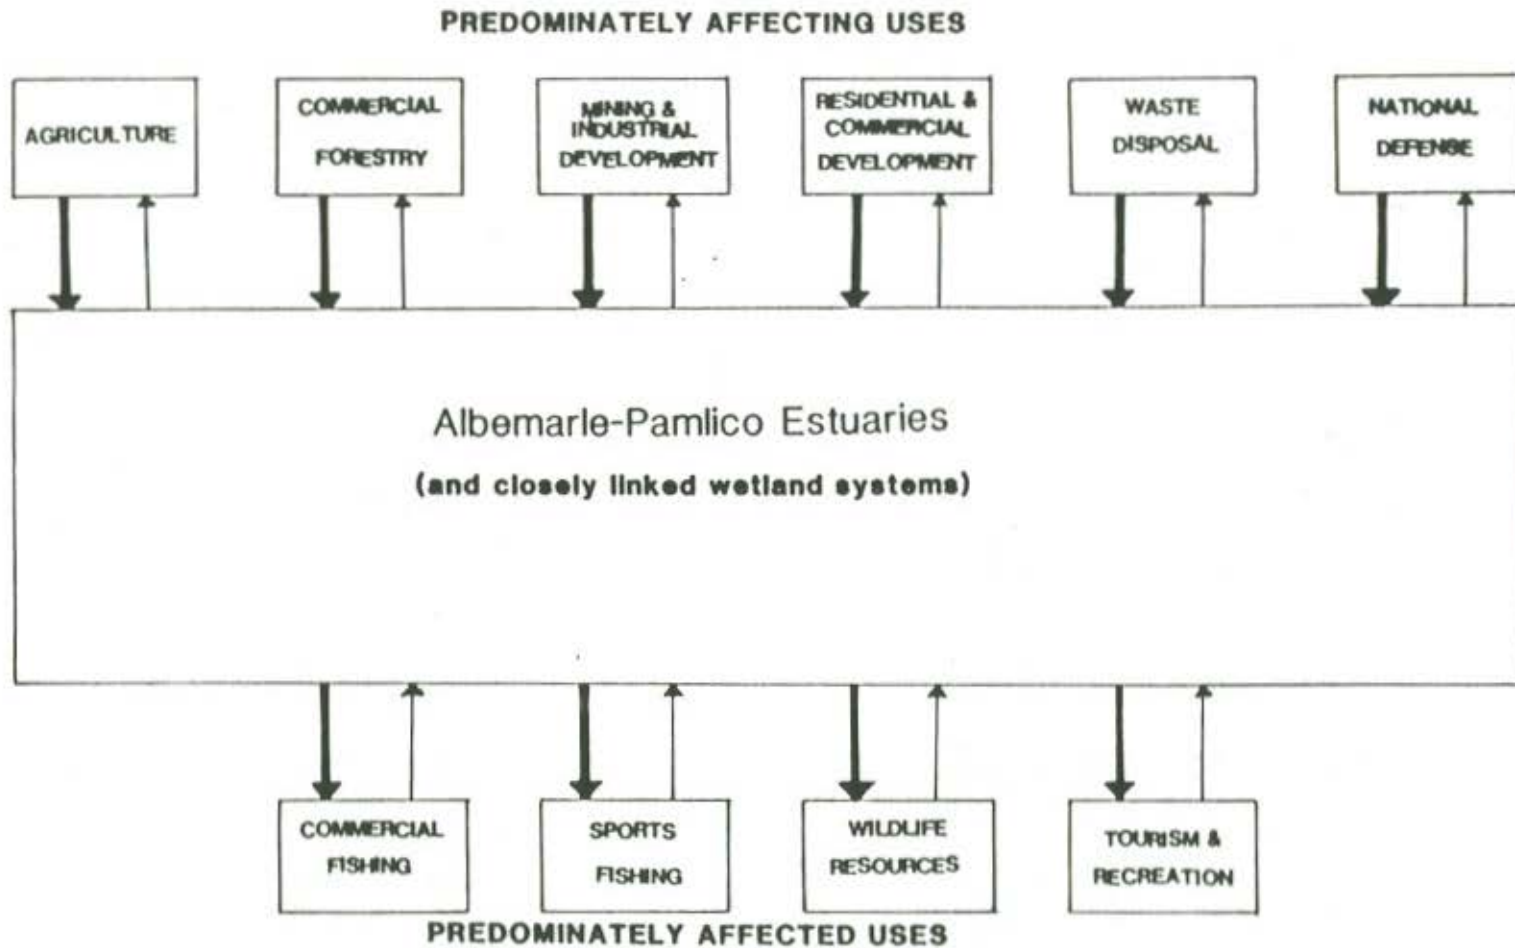 PREDOMINATELY AFFECTING USES
AGRICULTURE
COMMERCIAL
FORESTRY
MINING &
INDUSTRIAL
DEVELOPMENT
RESIDENTIAL &
COMMERCIAL
DEVELOPMENT
WASTE
DISPOSAL
NATIONAL
DEFENSE
Albemarle-Pamlico Estuaries
(and closely linked wetland systems)
COMMERCIAL
FISHING
SPORTS
FISHING
WILDLIFE
RESOURCES
TOURISM &
RECREATION
PREDOMINATELY AFFECTED USES